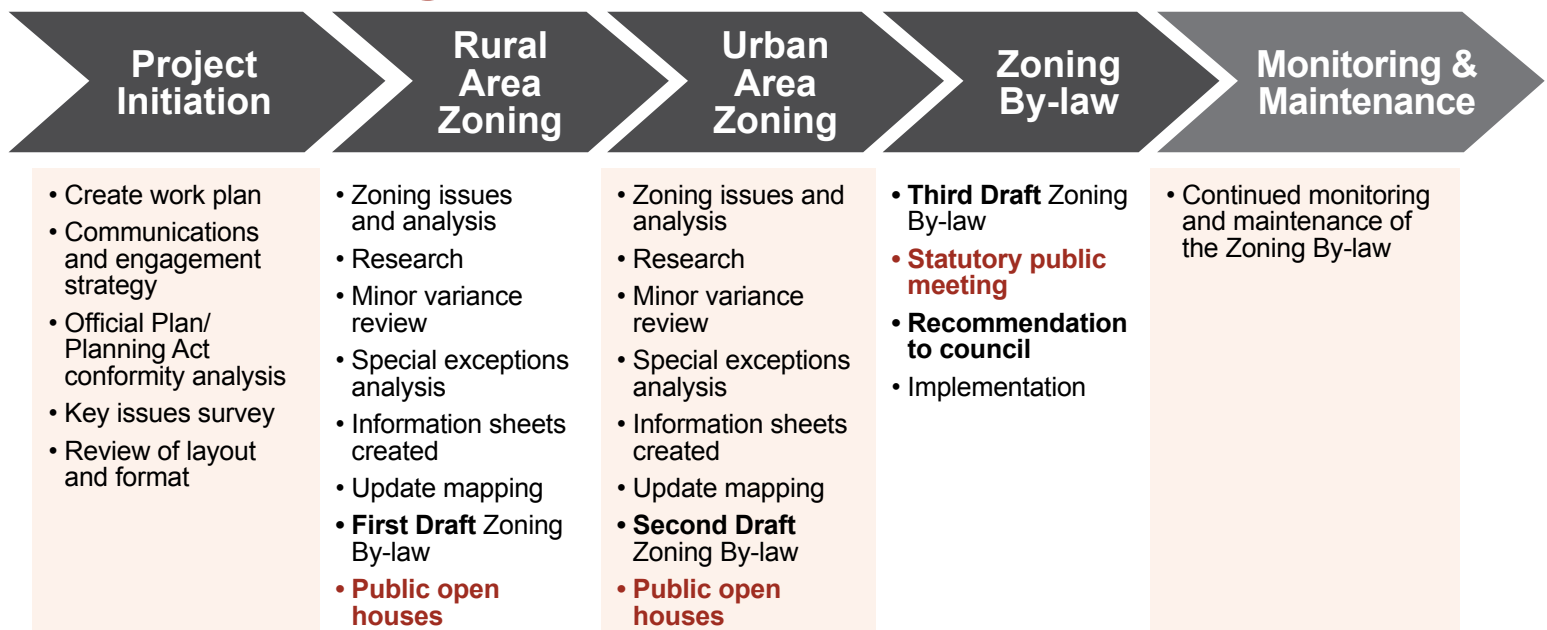 Project
Initiation
Rural
Area
Zoning
Urban
Area
Zoning
Zoning
By-law
Monitoring &
Maintenance
• Create work plan
• Communications
and engagement
strategy
• Official Plan/
Planning Act
conformity analysis
• Key issues survey
• Review of layout
and format
• Zoning issues
and analysis
• Research
• Minor variance
review
• Special exceptions
analysis
• Information sheets
created
• Update mapping
• First Draft Zoning
By-law
• Public open
houses
• Zoning issues and
analysis
• Research
• Minor variance
review
• Special exceptions
analysis
• Information sheets
created
• Update mapping
• Second Draft
Zoning By-law
• Public open
houses
• Third Draft Zoning
By-law
• Statutory public
meeting
• Recommendation
to council
• Implementation
• Continued monitoring
and maintenance of
the Zoning By-law